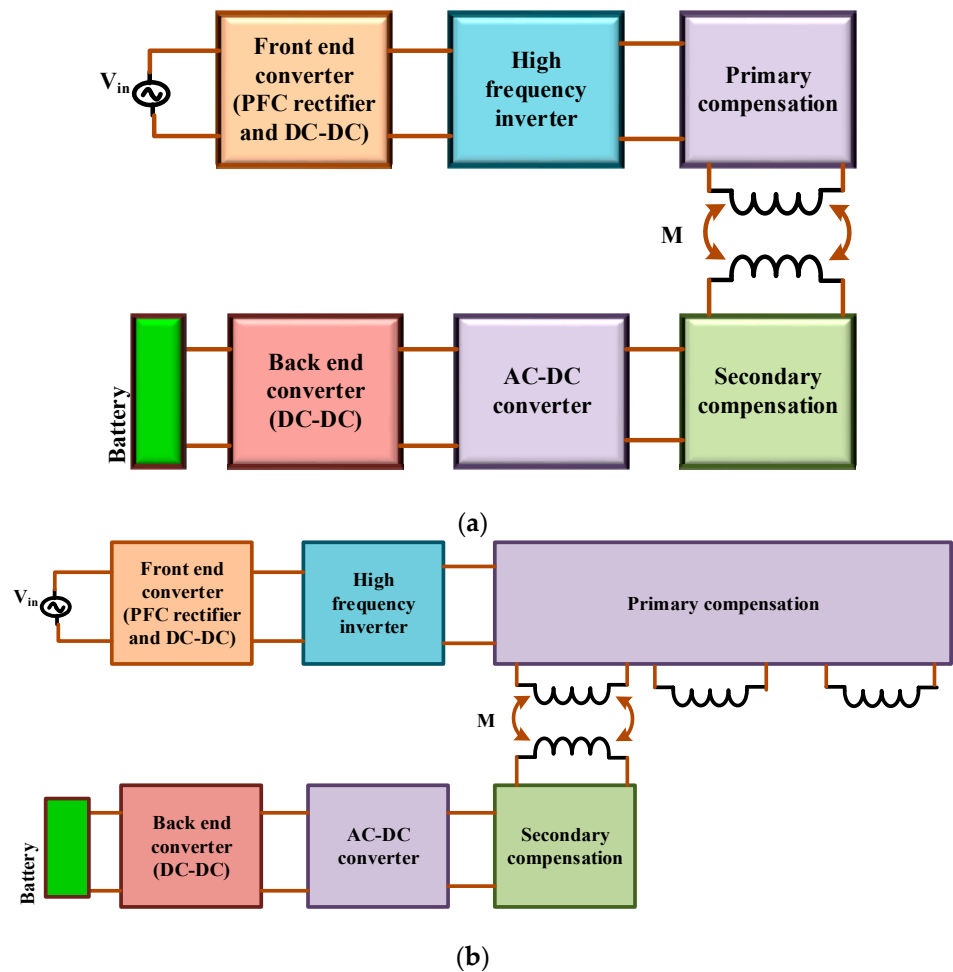 V_in
Front end
converter
(PFC rectifier
and DC-DC)
High
frequency
inverter
Primary
compensation
M
Battery
Back end
converter
(DC-DC)
AC-DC
converter
Secondary
compensation
(a)
V_in
Front end
converter
(PFC rectifier
and DC-DC)
High
frequency
inverter
Primary compensation
M
Battery
Back end
converter
(DC-DC)
AC-DC
converter
Secondary
compensation
(b)